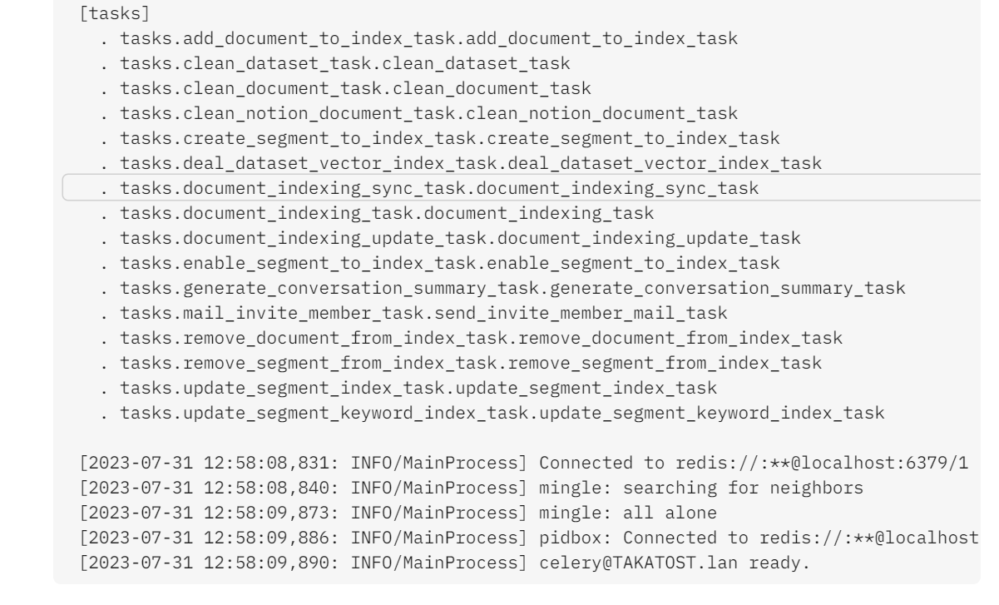 [tasks]
. tasks.add_document_to_index_task.add_document_to_index_task
. tasks.clean_dataset_task.clean_dataset_task
. tasks.clean_document_task.clean_document_task
. tasks.clean_notion_document_task.clean_notion_document_task
. tasks.create_segment_to_index_task.create_segment_to_index_task
. tasks.deal_dataset_vector_index_task.deal_dataset_vector_index_task
. tasks.document_indexing_sync_task.document_indexing_sync_task
. tasks.document_indexing_task.document_indexing_task
. tasks.document_indexing_update_task.document_indexing_update_task
. tasks.enable_segment_to_index_task.enable_segment_to_index_task
. tasks.generate_conversation_summary_task.generate_conversation_summary_task
. tasks.mail_invite_member_task.send_invite_member_mail_task
. tasks.remove_document_from_index_task.remove_document_from_index_task
. tasks.remove_segment_from_index_task.remove_segment_from_index_task
. tasks.update_segment_index_task.update_segment_index_task
. tasks.update_segment_keyword_index_task.update_segment_keyword_index_task
[2023-07-31 12:58:08,831: INFO/MainProcess] Connected to redis://:**@localhost:6379/1
[2023-07-31 12:58:08,840: INFO/MainProcess] mingle: searching for neighbors
[2023-07-31 12:58:09,873: INFO/MainProcess] mingle: all alone
[2023-07-31 12:58:09,886: INFO/MainProcess] pidbox: Connected to redis://:**@localhost
[2023-07-31 12:58:09,890: INFO/MainProcess] celery@TAKATOST.lan ready.